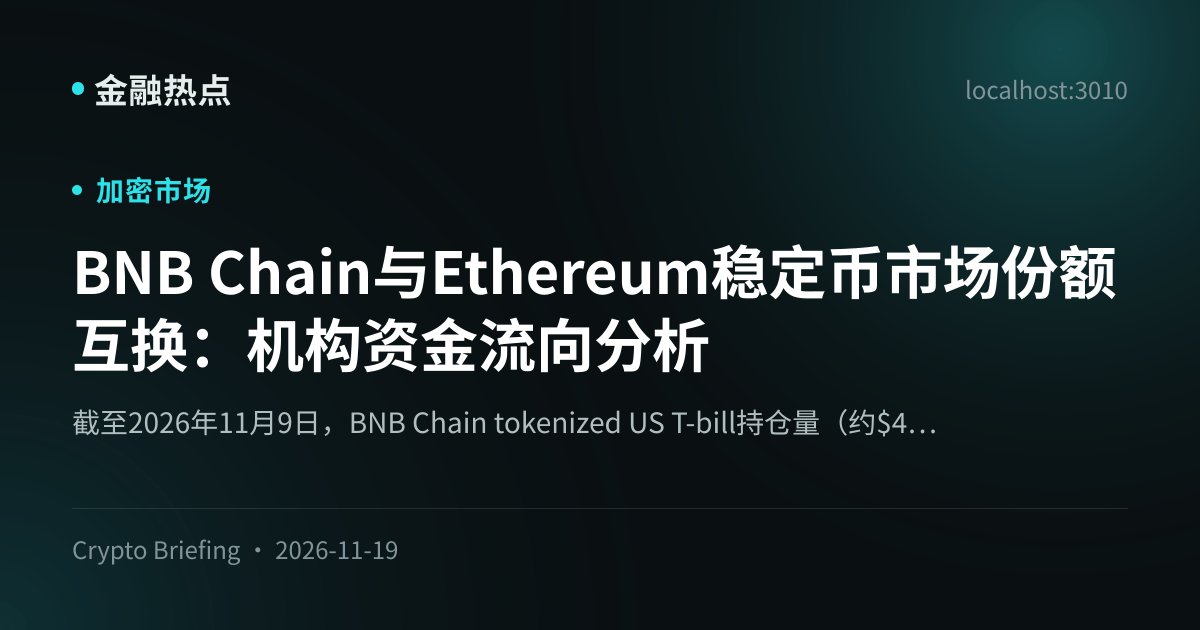 金融热点
localhost:3010
加密市场
BNB Chain与Ethereum稳定币市场份额
互换：机构资金流向分析
截至2026年11月9日，BNB Chain tokenized US T-bill持仓量（约$4…
Crypto Briefing · 2026-11-19